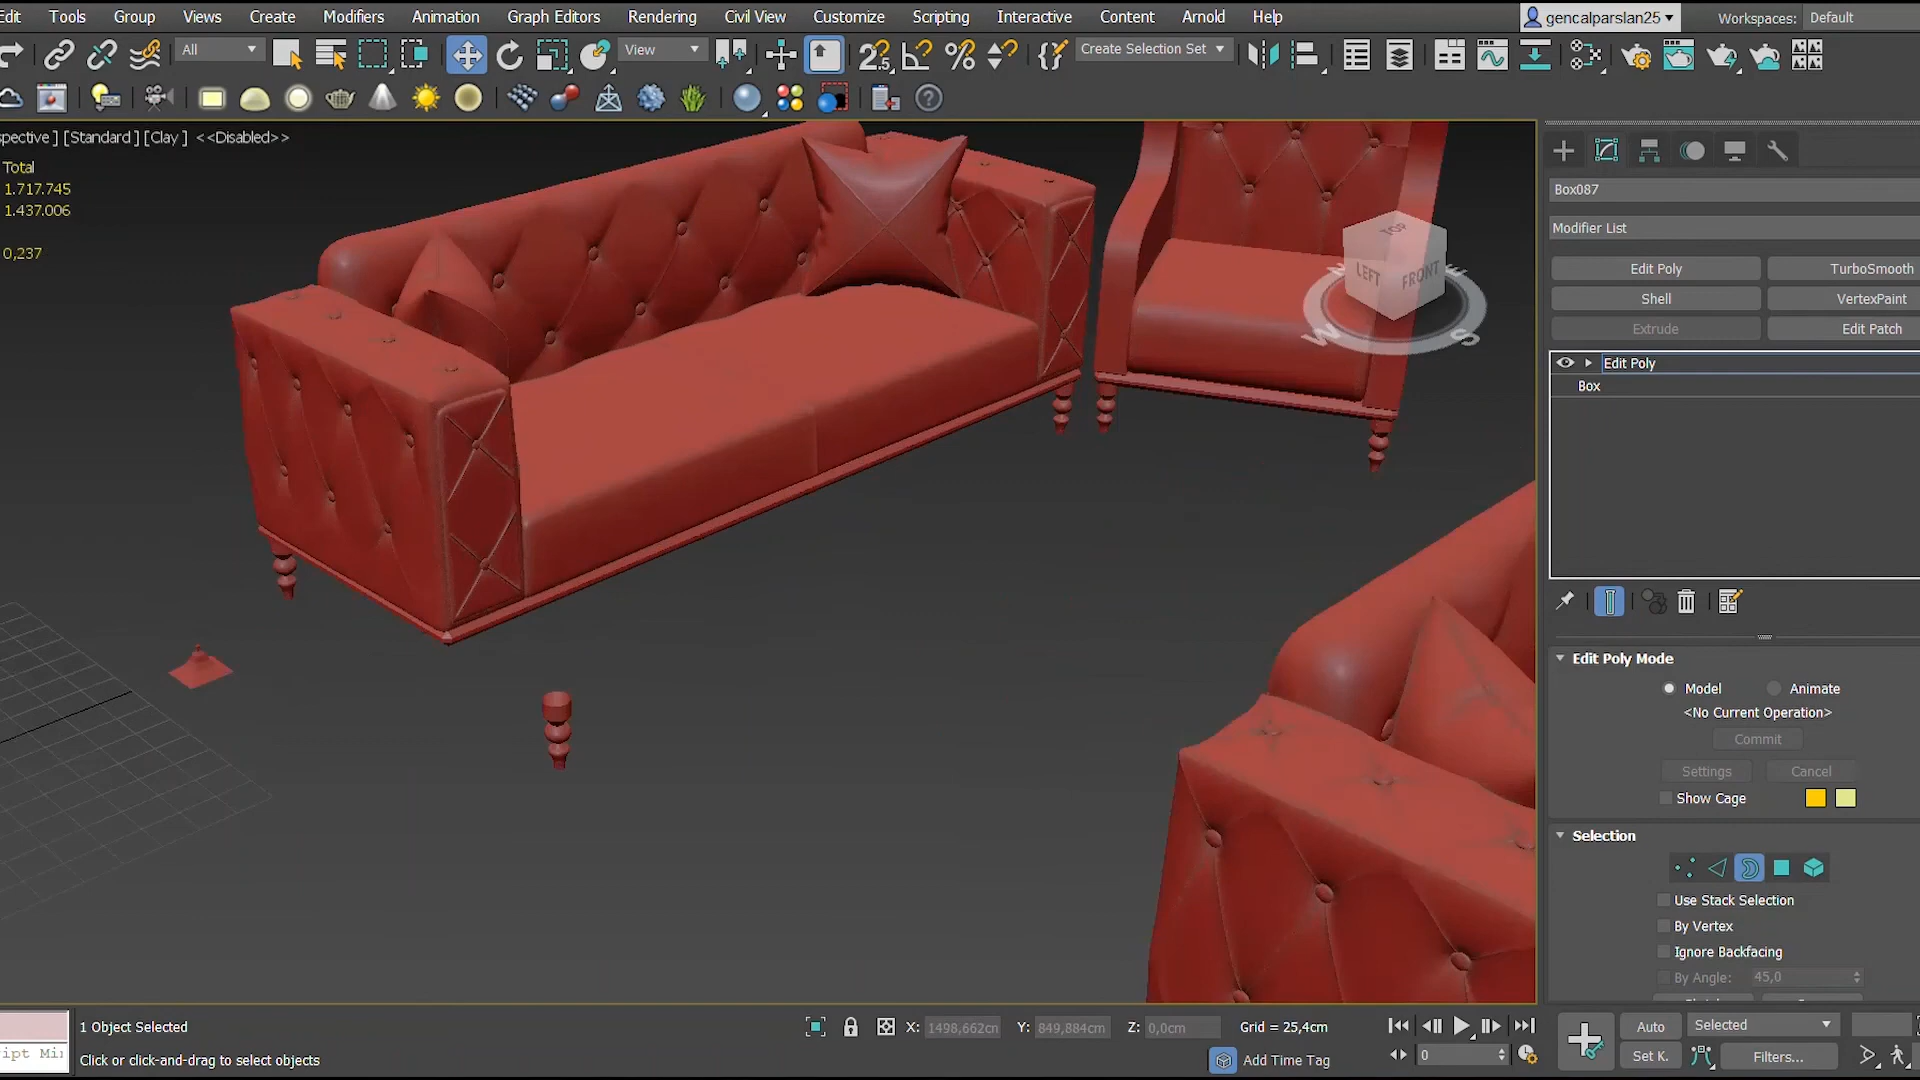 Edit Tools Group Views Create Modifiers Animation Graph Editors Rendering Civil View Customize Scripting Interactive Content Arnold Help
gencalparslan25 Workspaces: Default
All View Create Selection Set
spective ] [Standard ] [Clay ] <<Disabled>>
Total
1.717.745
1.437.006
0,237
TOP
LEFT FRONT
W S
Box087
Modifier List
Edit Poly TurboSmooth
Shell VertexPaint
Extrude Edit Patch
Edit Poly
Box
Edit Poly Mode
Model Animate
<No Current Operation>
Commit
Settings Cancel
Show Cage
Selection
Use Stack Selection
By Vertex
Ignore Backfacing
By Angle: 45,0
1 Object Selected
X: 1498,662cn Y: 849,884cm Z: 0,0cm Grid = 25,4cm
Auto Selected
ipt Mi
Click or click-and-drag to select objects
Add Time Tag
0
Set K. Filters...